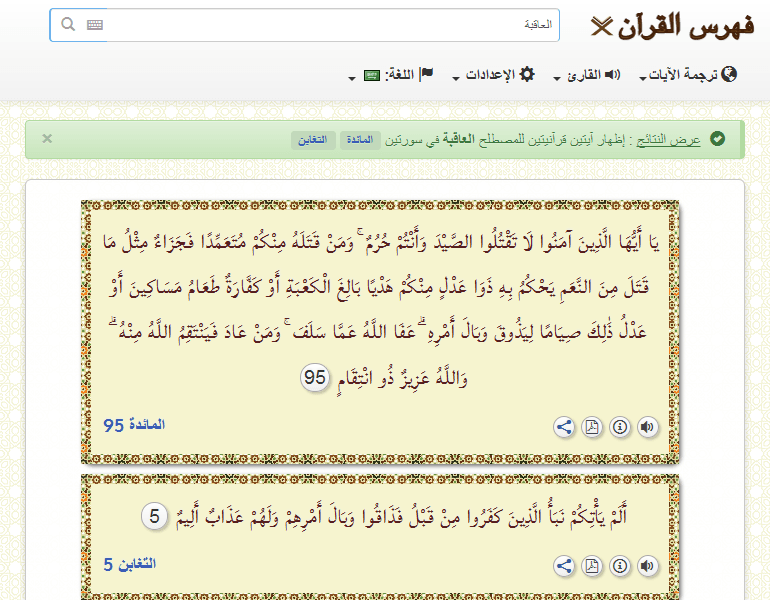 فهرس القرآن
العاقبة
ترجمة الآيات القارئ الإعدادات اللغة:
عرض النتائج : إظهار آيتين قرآنيتين للمصطلح العاقبة في سورتين المائدة التغابن ×
يَا أَيُّهَا الَّذِينَ آمَنُوا لَا تَقْتُلُوا الصَّيْدَ وَأَنْتُمْ حُرُمٌ ۚ وَمَنْ قَتَلَهُ مِنْكُمْ مُتَعَمِّدًا فَجَزَاءٌ مِثْلُ مَا
قَتَلَ مِنَ النَّعَمِ يَحْكُمُ بِهِ ذَوَا عَدْلٍ مِنْكُمْ هَدْيًا بَالِغَ الْكَعْبَةِ أَوْ كَفَّارَةٌ طَعَامُ مَسَاكِينَ أَوْ
عَدْلُ ذَٰلِكَ صِيَامًا لِيَذُوقَ وَبَالَ أَمْرِهِ ۗ عَفَا اللَّهُ عَمَّا سَلَفَ ۚ وَمَنْ عَادَ فَيَنْتَقِمُ اللَّهُ مِنْهُ ۗ
وَاللَّهُ عَزِيزٌ ذُو انْتِقَامٍ 95
المائدة 95
أَلَمْ يَأْتِكُمْ نَبَأُ الَّذِينَ كَفَرُوا مِنْ قَبْلُ فَذَاقُوا وَبَالَ أَمْرِهِمْ وَلَهُمْ عَذَابٌ أَلِيمٌ 5
التغابن 5